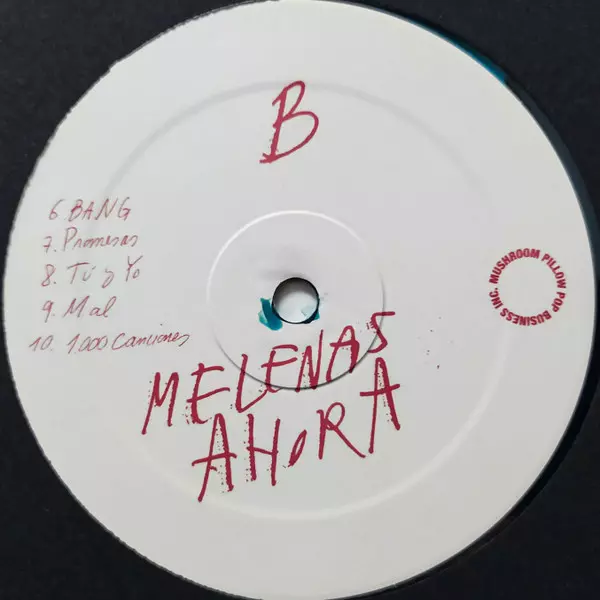 B
6. BANG
7. Promesas
8. Tú y Yo
9. Mal
10. 1.000 Canciones
MELENAS
AHORA
MUSHROOM PILLOW POP BUSINESS INC.